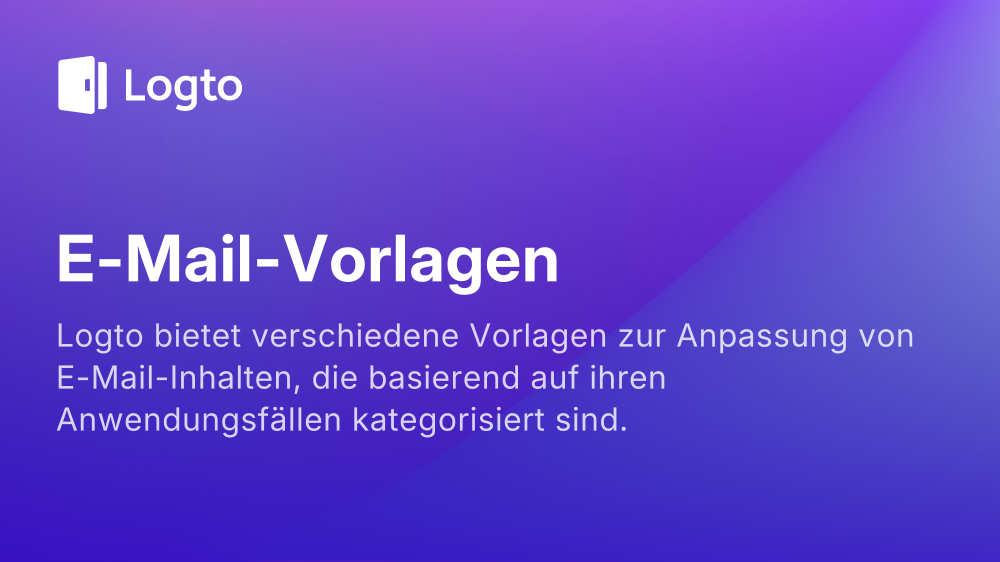 Logto
E-Mail-Vorlagen
Logto bietet verschiedene Vorlagen zur Anpassung von
E-Mail-Inhalten, die basierend auf ihren
Anwendungsfällen kategorisiert sind.